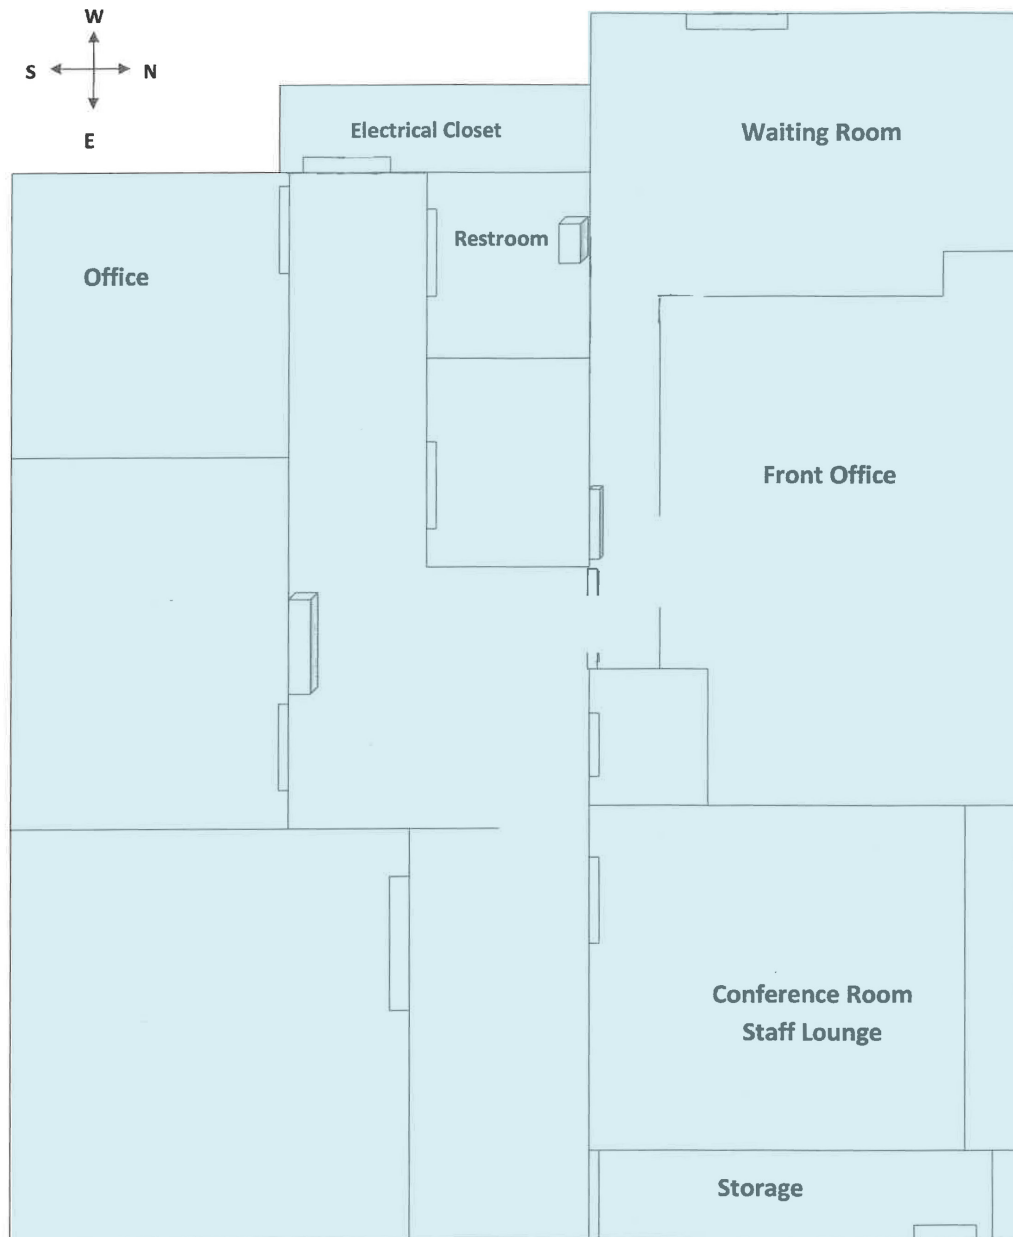 W
S
N
E
Electrical Closet
Waiting Room
Restroom
Office
Front Office
Conference Room
Staff Lounge
Storage